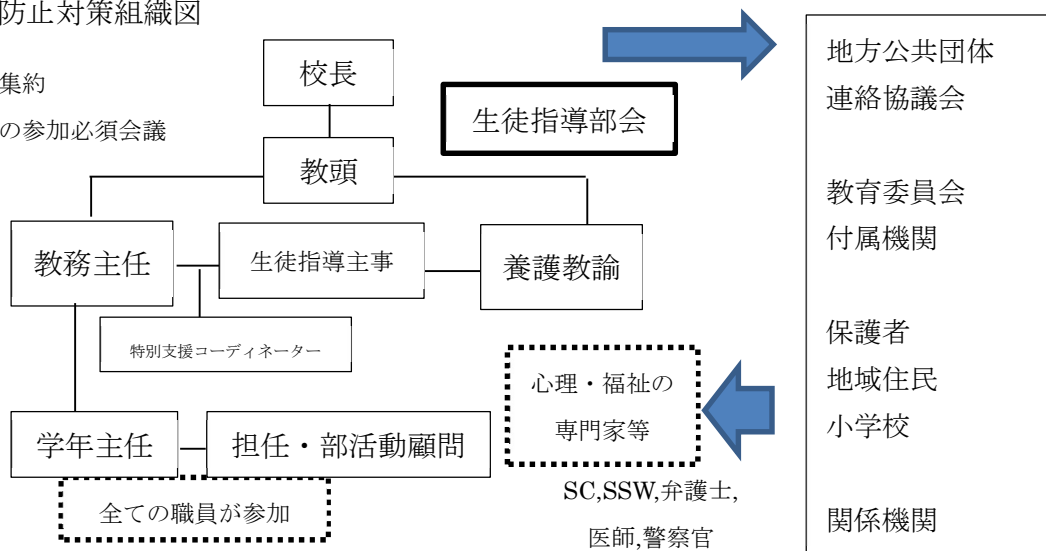 防止対策組織図
集約
の参加必須会議
校長
生徒指導部会
教頭
教務主任
生徒指導主事
養護教諭
特別支援コーディネーター
学年主任
担任・部活動顧問
全ての職員が参加
心理・福祉の
専門家等
SC,SSW,弁護士,
医師,警察官
地方公共団体
連絡協議会
教育委員会
付属機関
保護者
地域住民
小学校
関係機関